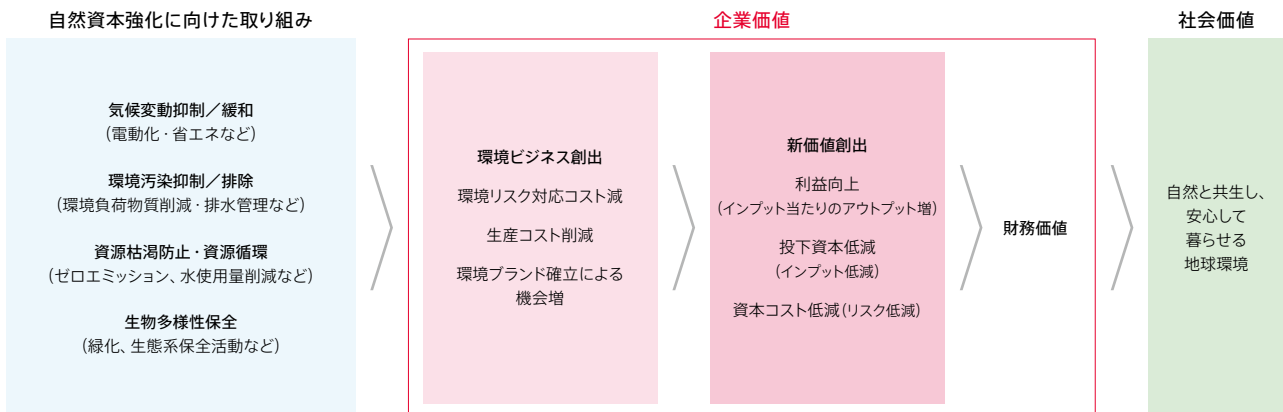 自然資本強化に向けた取り組み
気候変動抑制／緩和
(電動化・省エネなど)
環境汚染抑制／排除
(環境負荷物質削減・排水管理など)
資源枯渇防止・資源循環
(ゼロエミッション、水使用量削減など)
生物多様性保全
(緑化、生態系保全活動など)
企業価値
環境ビジネス創出
環境リスク対応コスト減
生産コスト削減
環境ブランド確立による
機会増
新価値創出
利益向上
(インプット当たりのアウトプット増)
投下資本低減
(インプット低減)
資本コスト低減(リスク低減)
財務価値
社会価値
自然と共生し、
安心して
暮らせる
地球環境